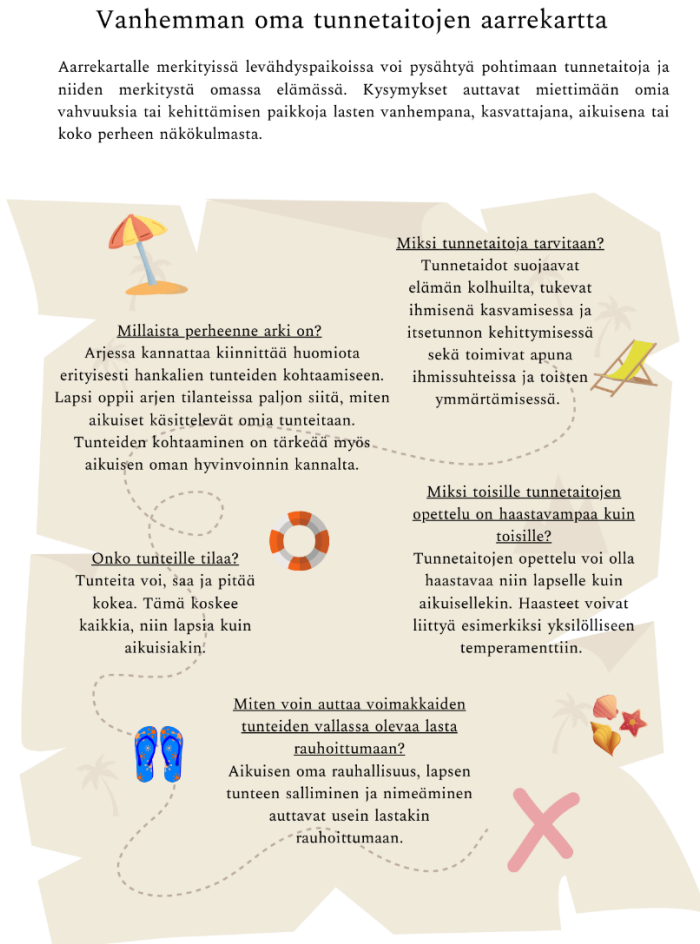 Vanhemman oma tunnetaitojen aarrekartta
Aarrekartalle merkityissä levähdyspaikoissa voi pysähtyä pohtimaan tunnetaitoja ja
niiden merkitystä omassa elämässä. Kysymykset auttavat miettimään omia
vahvuuksia tai kehittämisen paikkoja lasten vanhempana, kasvattajana, aikuisena tai
koko perheen näkökulmasta.
Miksi tunnetaitoja tarvitaan?
Tunnetaidot suojaavat
elämän kolhuilta, tukevat
ihmisenä kasvamisessa ja
itsetunnon kehittymisessä
sekä toimivat apuna
ihmissuhteissa ja toisten
ymmärtämisessä.
Millaista perheenne arki on?
Arjessa kannattaa kiinnittää huomiota
erityisesti hankalien tunteiden kohtaamiseen.
Lapsi oppii arjen tilanteissa paljon siitä, miten
aikuiset käsittelevät omia tunteitaan.
Tunteiden kohtaaminen on tärkeää myös
aikuisen oman hyvinvoinnin kannalta.
Miksi toisille tunnetaitojen
opettelu on haastavampaa kuin
toisille?
Tunnetaitojen opettelu voi olla
haastavaa niin lapselle kuin
aikuisellekin. Haasteet voivat
liittyä esimerkiksi yksilölliseen
temperamenttiin.
Onko tunteille tilaa?
Tunteita voi, saa ja pitää
kokea. Tämä koskee
kaikkia, niin lapsia kuin
aikuisiakin.
Miten voin auttaa voimakkaiden
tunteiden vallassa olevaa lasta
rauhoittumaan?
Aikuisen oma rauhallisuus, lapsen
tunteen salliminen ja nimeäminen
auttavat usein lastakin
rauhoittumaan.